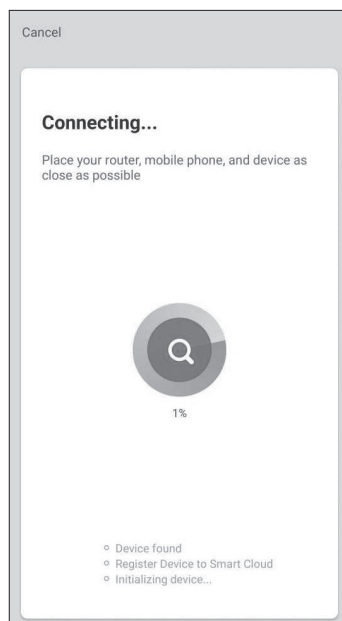 Cancel
Connecting...
Place your router, mobile phone, and device as
close as possible
1%
Device found
Register Device to Smart Cloud
Initializing device...